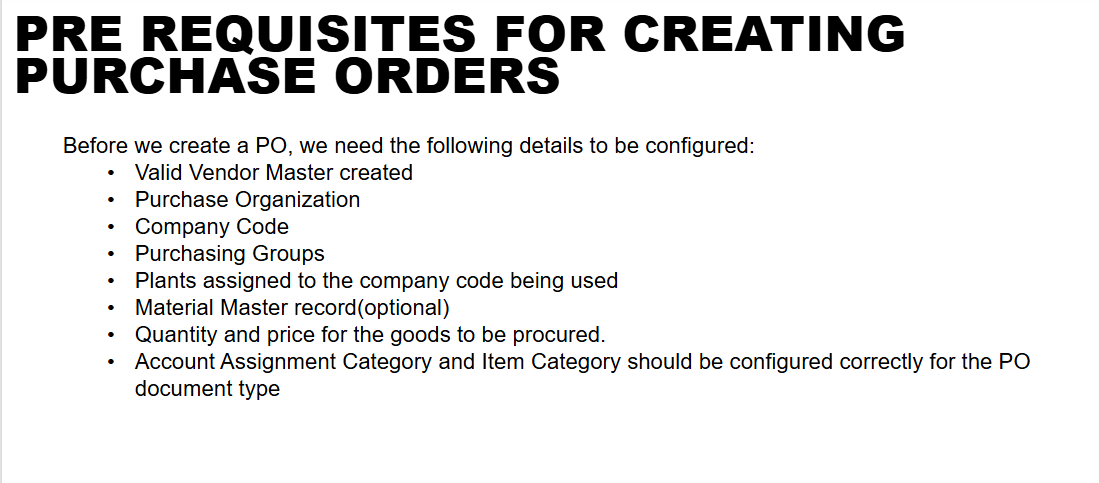 PRE REQUISITES FOR CREATING
PURCHASE ORDERS
Before we create a PO, we need the following details to be configured:
• Valid Vendor Master created
• Purchase Organization
• Company Code
• Purchasing Groups
• Plants assigned to the company code being used
• Material Master record(optional)
• Quantity and price for the goods to be procured.
• Account Assignment Category and Item Category should be configured correctly for the PO
document type